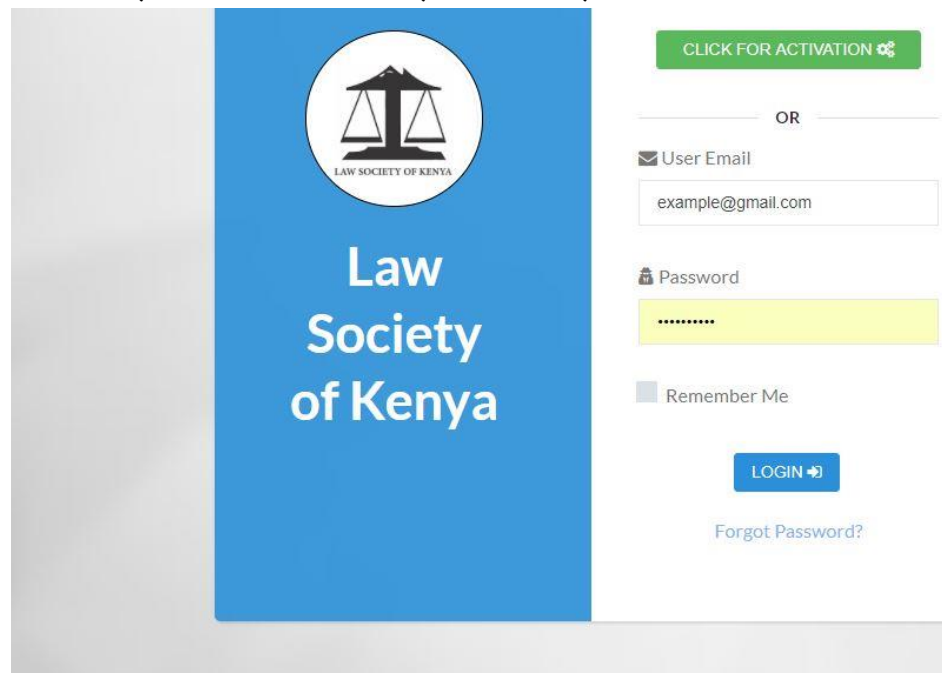 LAW SOCIETY OF KENYA
Law
Society
of Kenya
CLICK FOR ACTIVATION
OR
User Email
example@gmail.com
Password
••••••••••
Remember Me
LOGIN
Forgot Password?